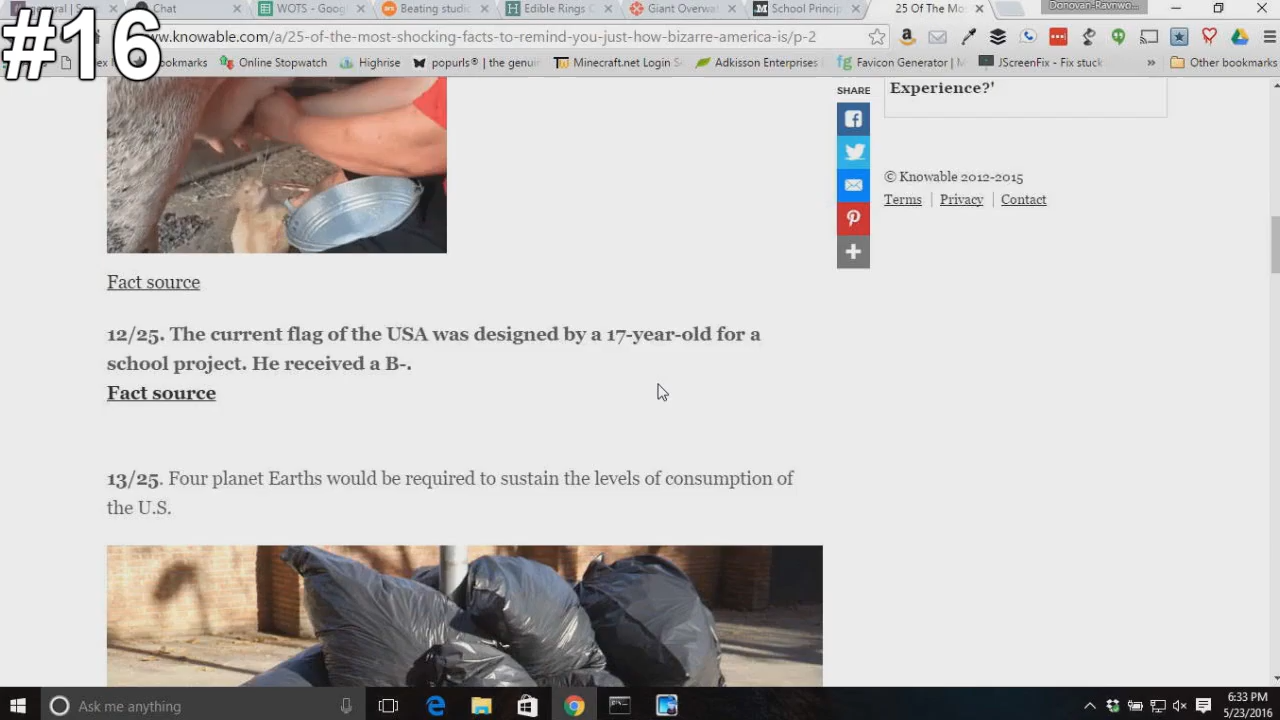 #16
Chat
WOTS - Goog
Beating studio
Edible Rings C
Giant Overwa
School Princip
25 Of The Mo
Donovan-Ravnwo...
www.knowable.com/a/25-of-the-most-shocking-facts-to-remind-you-just-how-bizarre-america-is/p-2
okmarks
Online Stopwatch
Highrise
popurls® | the genui
Minecraft.net Login S
Adkisson Enterprises
Favicon Generator | M
JScreenFix - Fix stuck
»
Other bookmarks
SHARE
Experience?'
© Knowable 2012-2015
Terms | Privacy | Contact
Fact source
12/25. The current flag of the USA was designed by a 17-year-old for a
school project. He received a B-.
Fact source
13/25. Four planet Earths would be required to sustain the levels of consumption of
the U.S.
Ask me anything
6:33 PM
5/23/2016